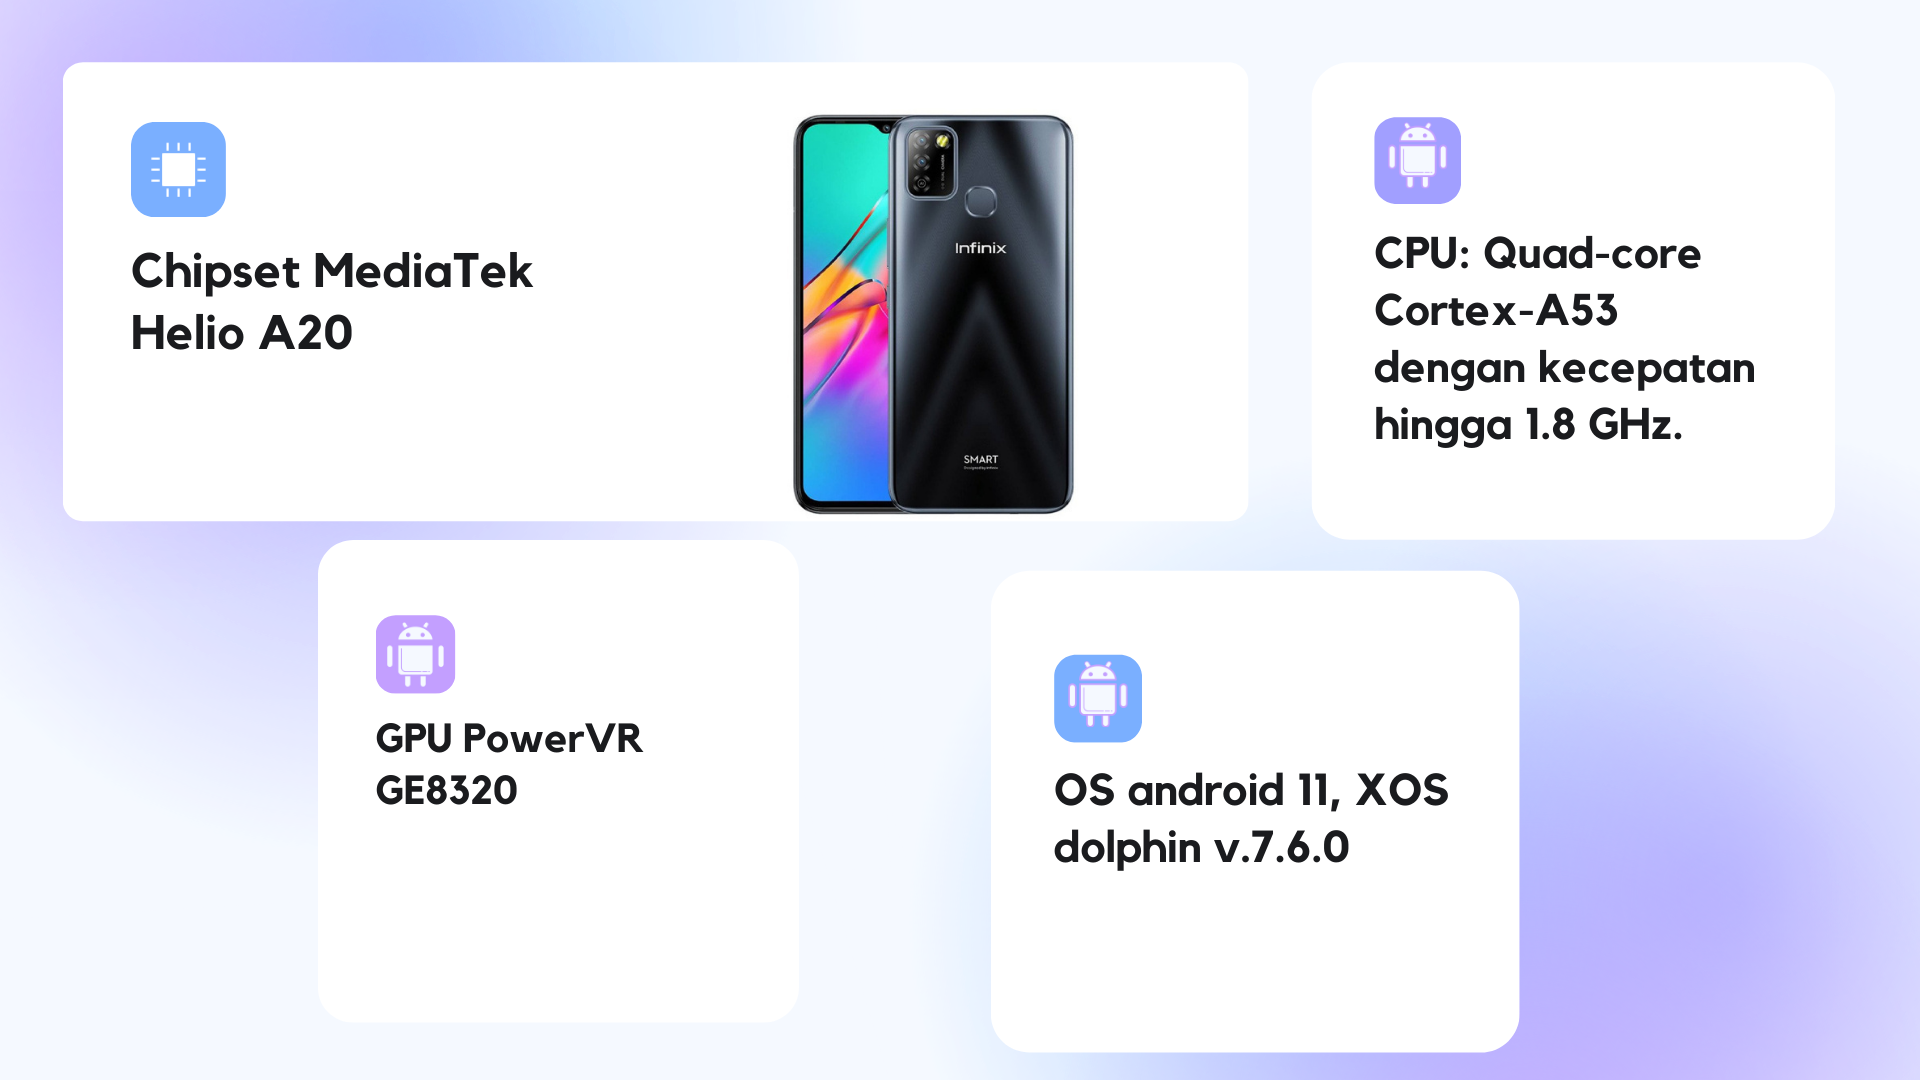 Chipset MediaTek
Helio A20
Infinix
SMART
CPU: Quad-core
Cortex-A53
dengan kecepatan
hingga 1.8 GHz.
GPU PowerVR
GE8320
OS android 11, XOS
dolphin v.7.6.0